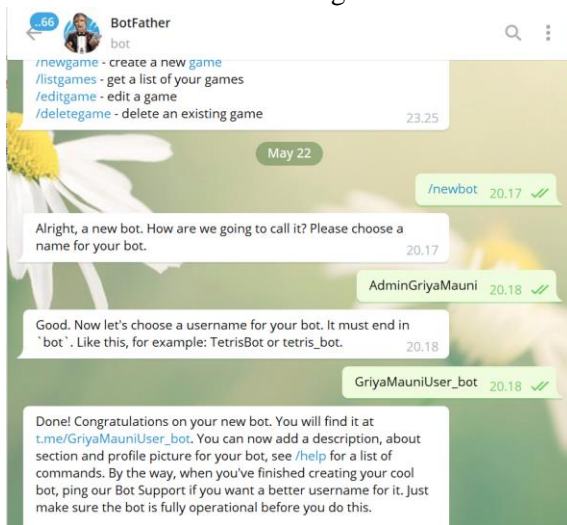 ..66
BotFather
bot
/newgame - create a new game
/listgames - get a list of your games
/editgame - edit a game
/deletegame - delete an existing game
23.25
May 22
/newbot 20.17
Alright, a new bot. How are we going to call it? Please choose a
name for your bot.
20.17
AdminGriyaMauni 20.18
Good. Now let's choose a username for your bot. It must end in
`bot`. Like this, for example: TetrisBot or tetris_bot.
20.18
GriyaMauniUser_bot 20.18
Done! Congratulations on your new bot. You will find it at
t.me/GriyaMauniUser_bot. You can now add a description, about
section and profile picture for your bot, see /help for a list of
commands. By the way, when you've finished creating your cool
bot, ping our Bot Support if you want a better username for it. Just
make sure the bot is fully operational before you do this.